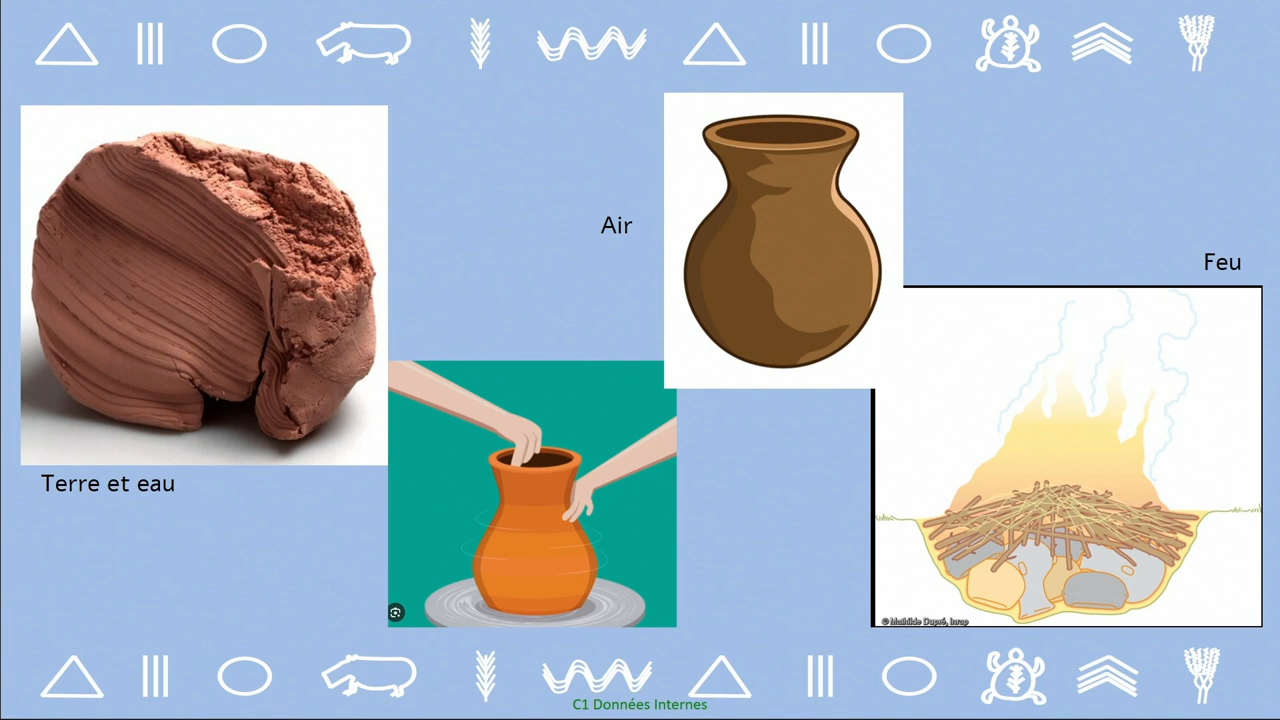 Air
Feu
Terre et eau
© Mathilde Dupré, Inrap
C1 Données Internes